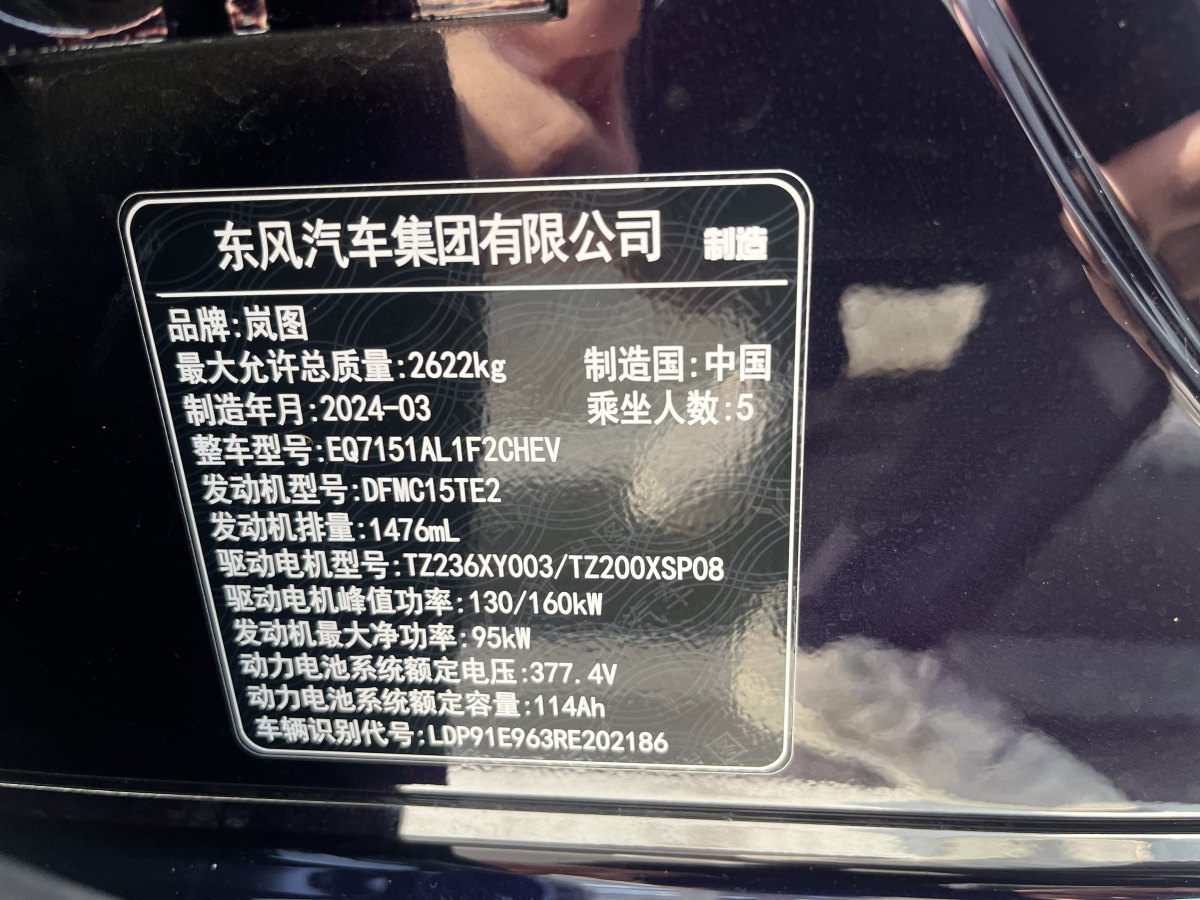 东风汽车集团有限公司 制造
品牌:岚图
最大允许总质量:2622kg 制造国:中国
制造年月:2024-03 乘坐人数:5
整车型号:EQ7151AL1F2CHEV
发动机型号:DFMC15TE2
发动机排量:1476mL
驱动电机型号:TZ236XY003/TZ200XSP08
驱动电机峰值功率:130/160kW
发动机最大净功率:95kW
动力电池系统额定电压:377.4V
动力电池系统额定容量:114Ah
车辆识别代号:LDP91E963RE202186